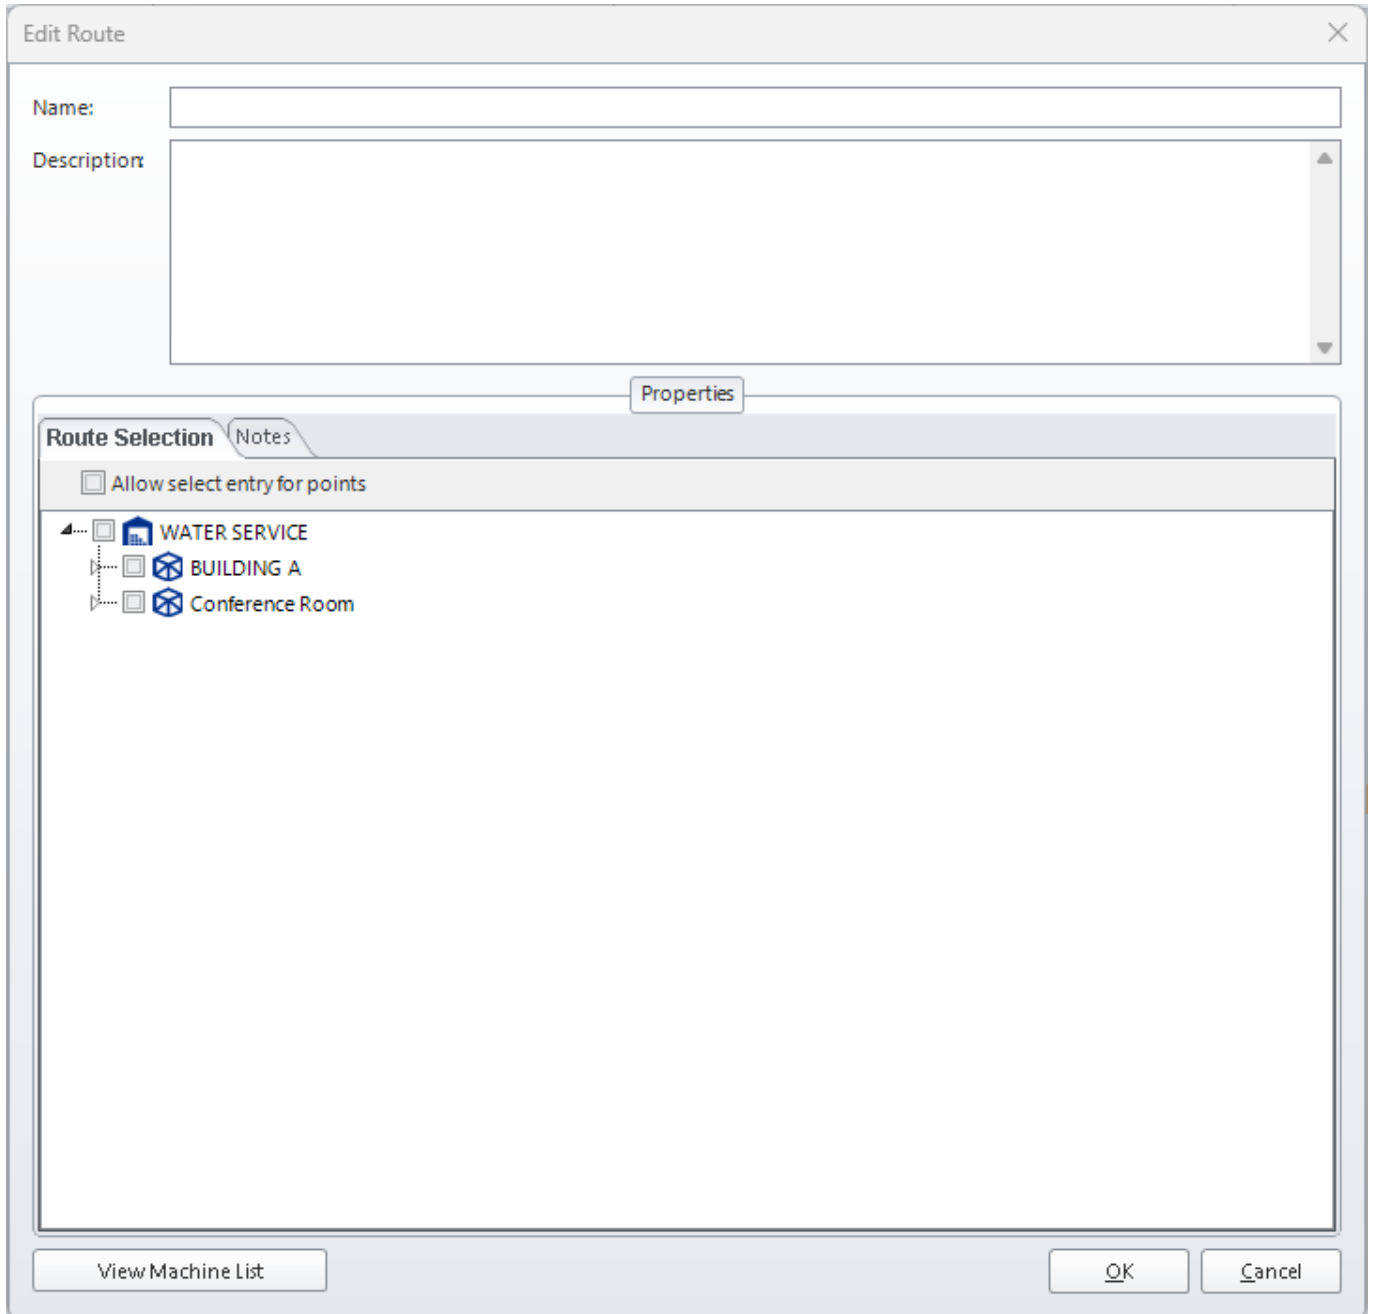 Edit Route
Name:
Description:
Properties
Route Selection Notes
Allow select entry for points
WATER SERVICE
BUILDING A
Conference Room
View Machine List OK Cancel